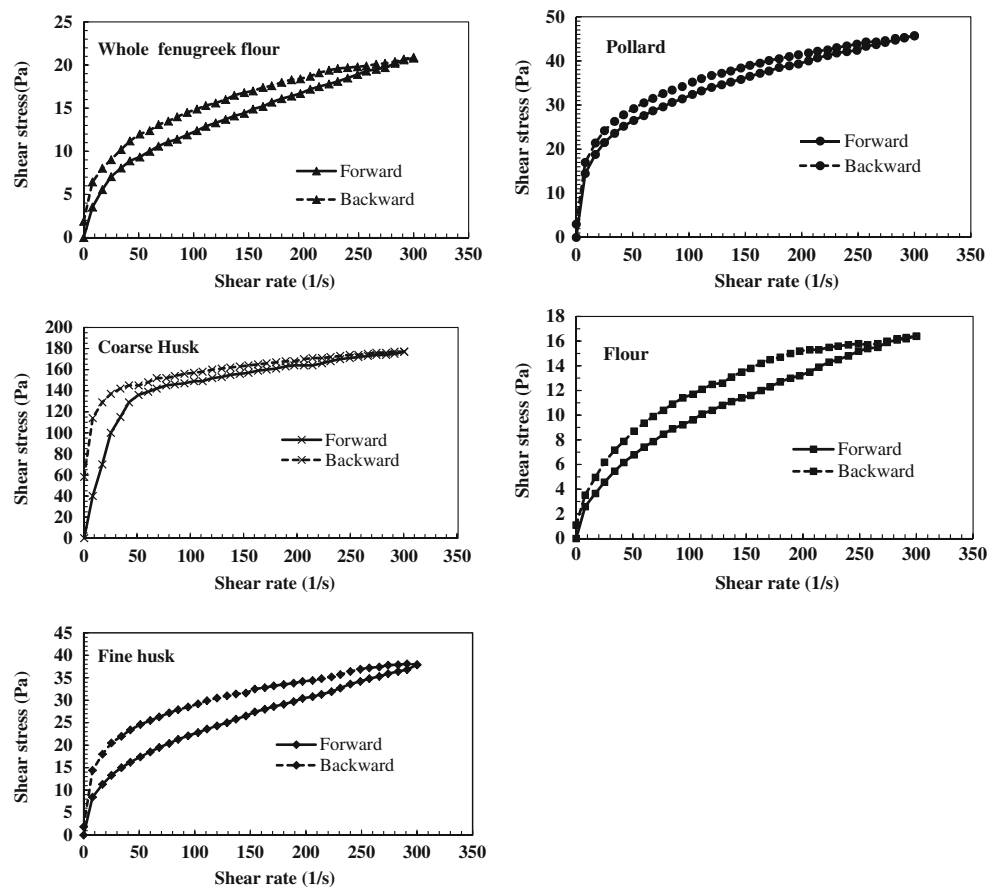 Whole fenugreek flour
Shear stress(Pa)
25
20
15
10
5
0
Forward
Backward
0 50 100 150 200 250 300 350
Shear rate (1/s)
Pollard
Shear stress (Pa)
50
40
30
20
10
0
Forward
Backward
0 50 100 150 200 250 300 350
Shear rate (1/s)
Coarse Husk
Shear stress (Pa)
200
180
160
140
120
100
80
60
40
20
0
Forward
Backward
0 50 100 150 200 250 300 350
Shear rate (1/s)
Flour
Shear stress (Pa)
18
16
14
12
10
8
6
4
2
0
Forward
Backward
0 50 100 150 200 250 300 350
Shear rate (1/s)
Fine husk
Shear stress (Pa)
45
40
35
30
25
20
15
10
5
0
Forward
Backward
0 50 100 150 200 250 300 350
Shear rate (1/s)